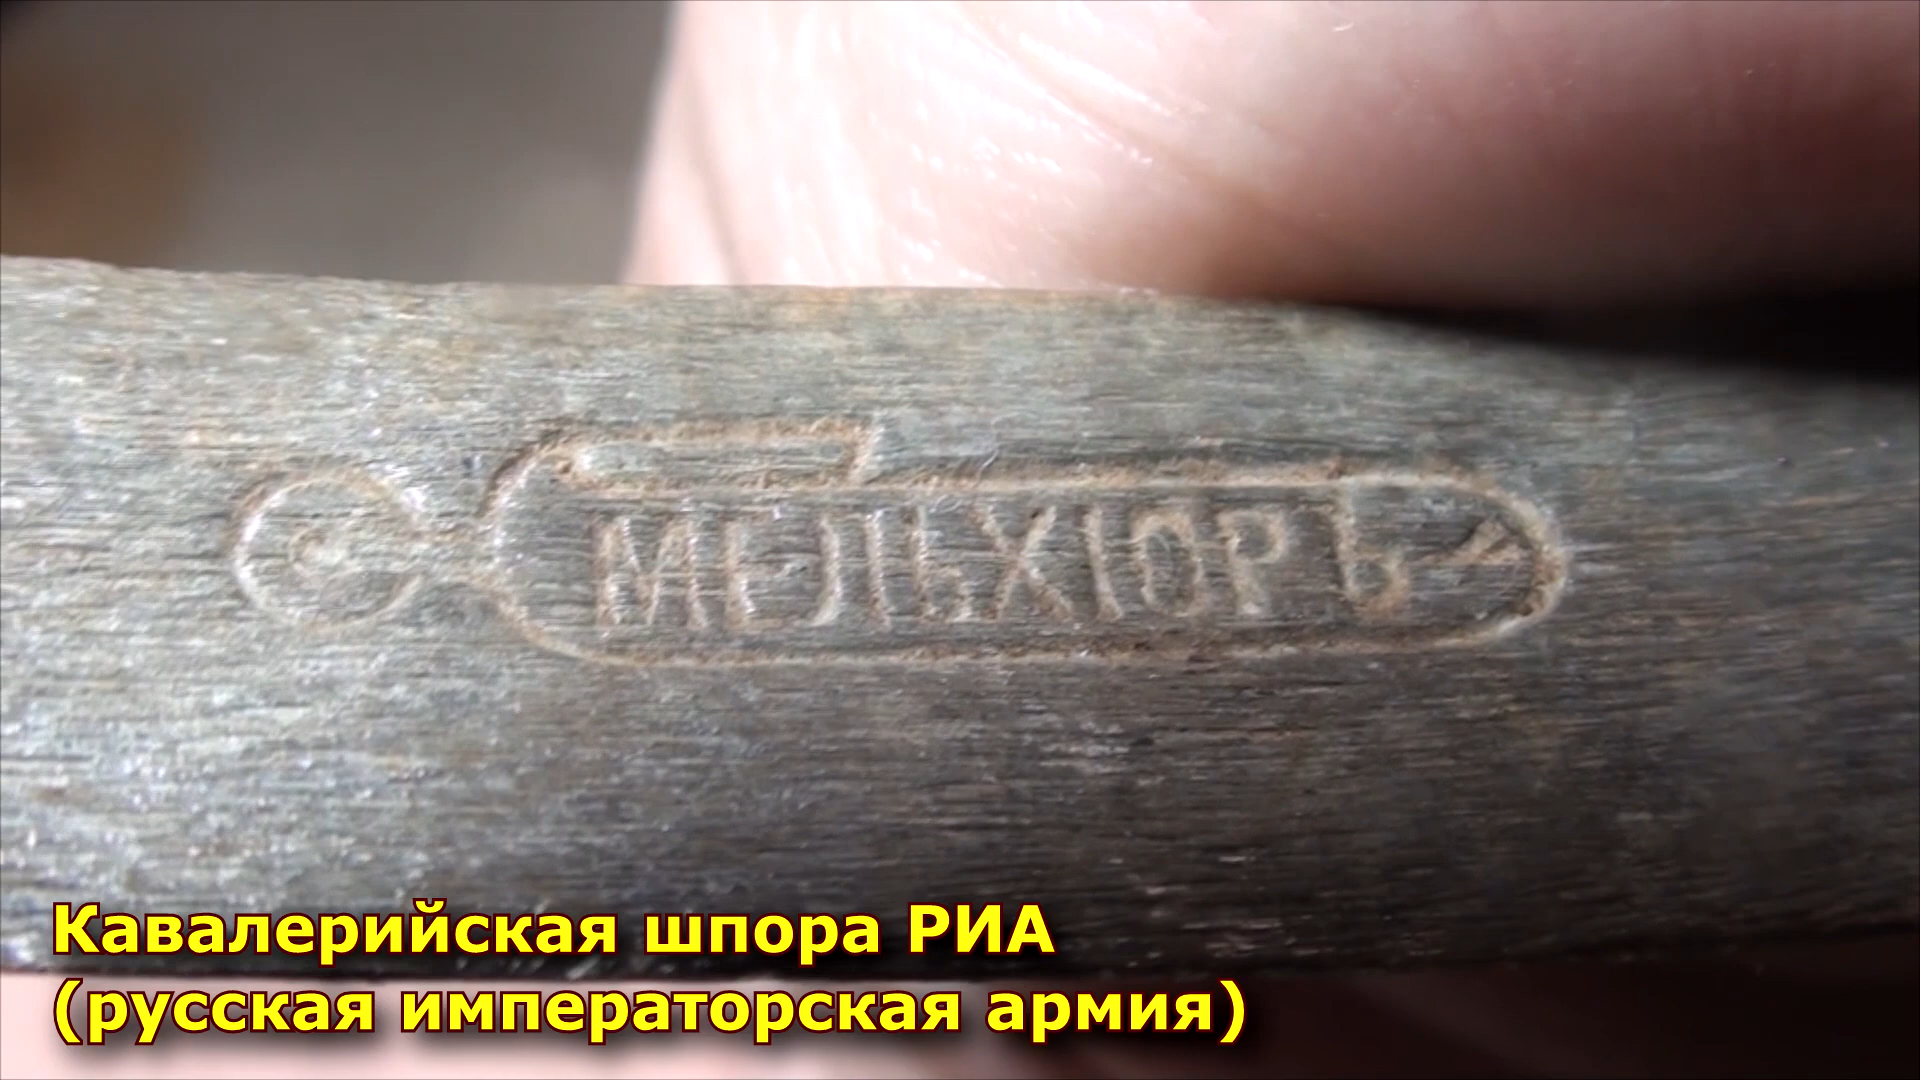 МЕЛЬХІОРЪ
Кавалерийская шпора РИА
(русская императорская армия)